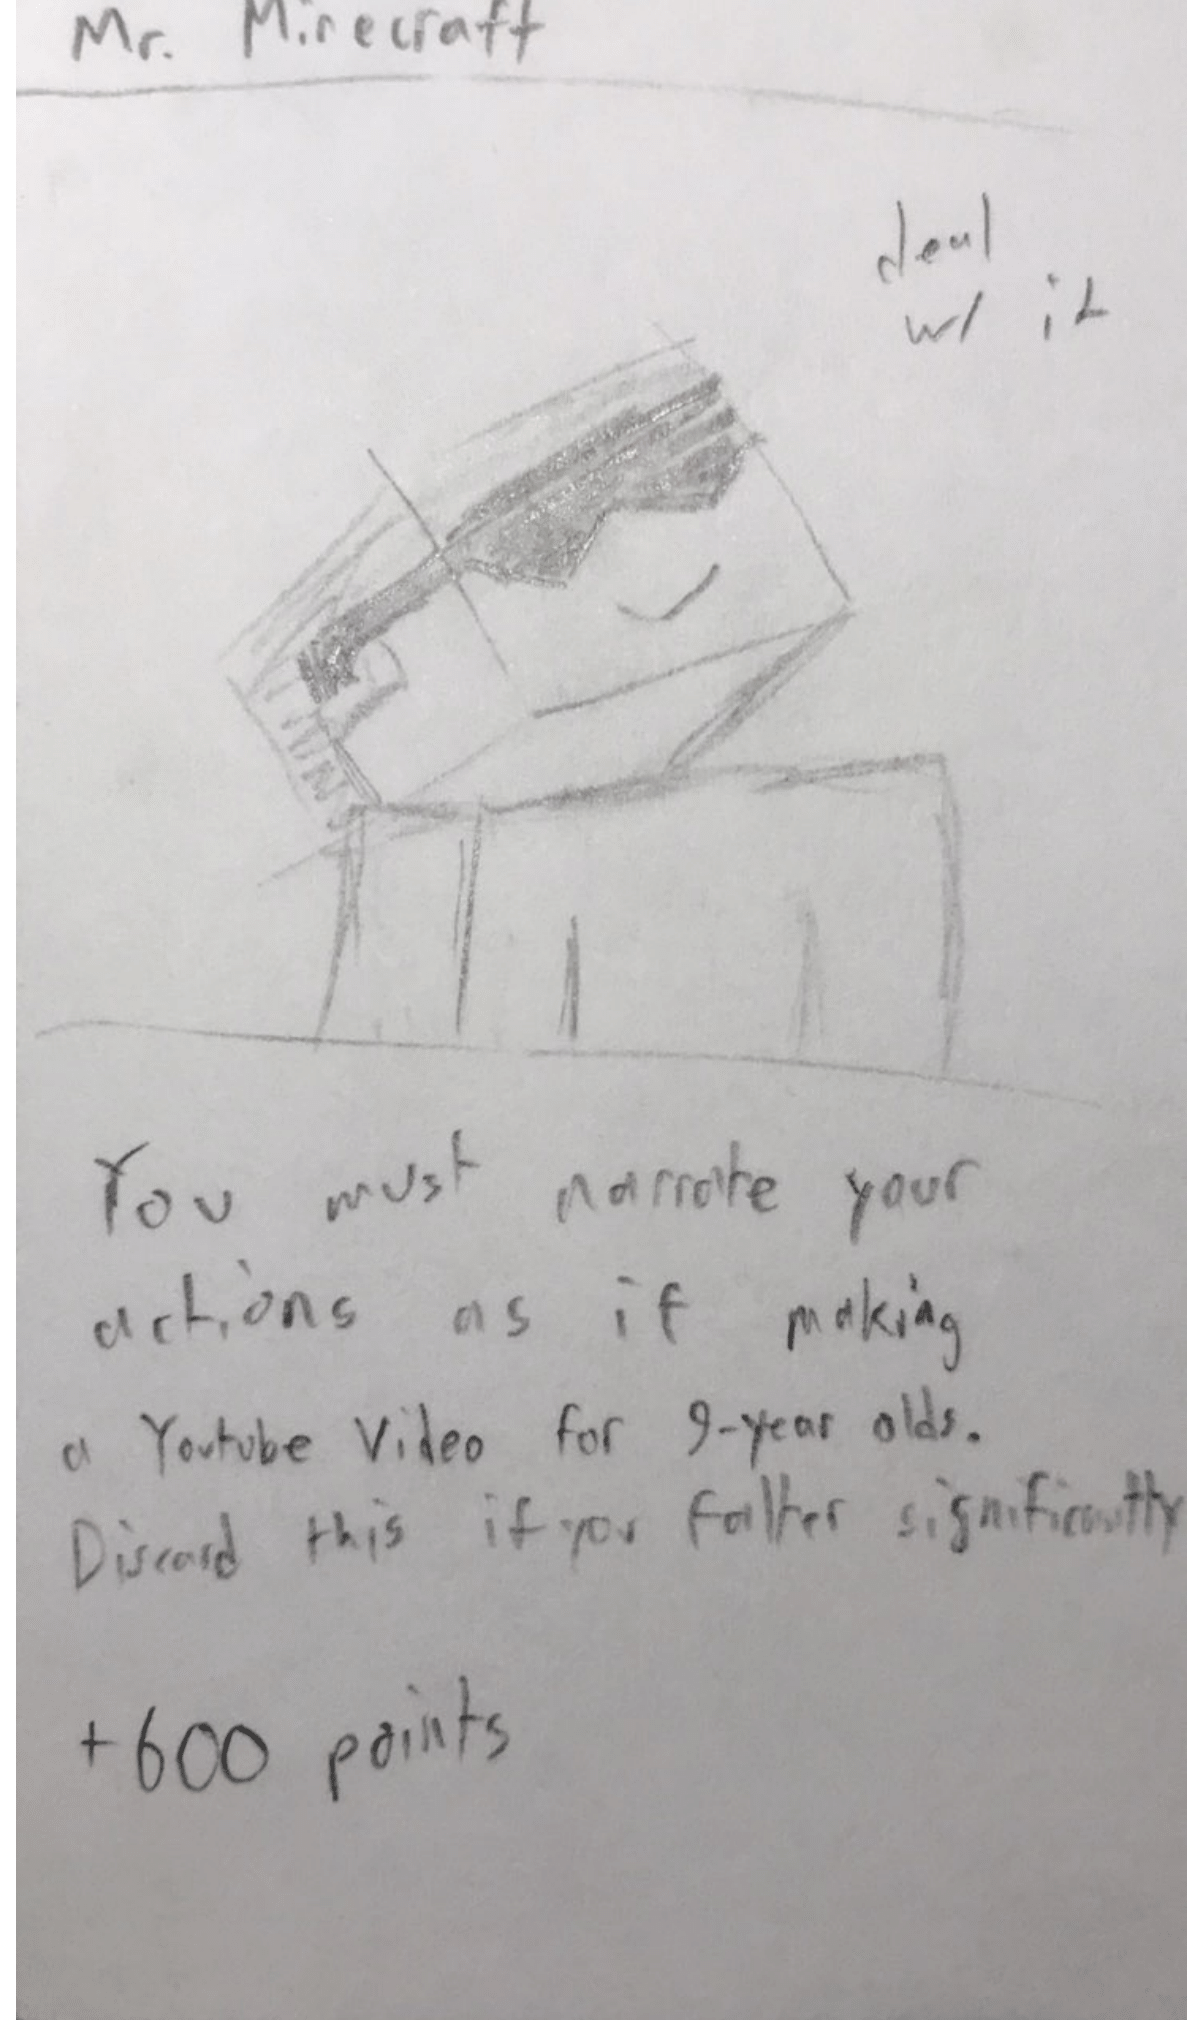 Mr. Minecraft
deal
w/ it
You must narrate your
actions as if making
a Youtube Video for 9-year olds.
Discard this if you falter significantly
+600 points